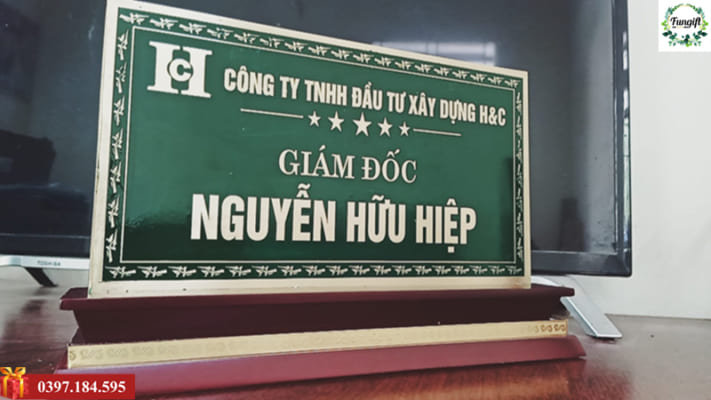 Fungift
HC
CÔNG TY TNHH ĐẦU TƯ XÂY DỰNG H&C
GIÁM ĐỐC
NGUYỄN HỮU HIỆP
TOSHIBA
0397.184.595